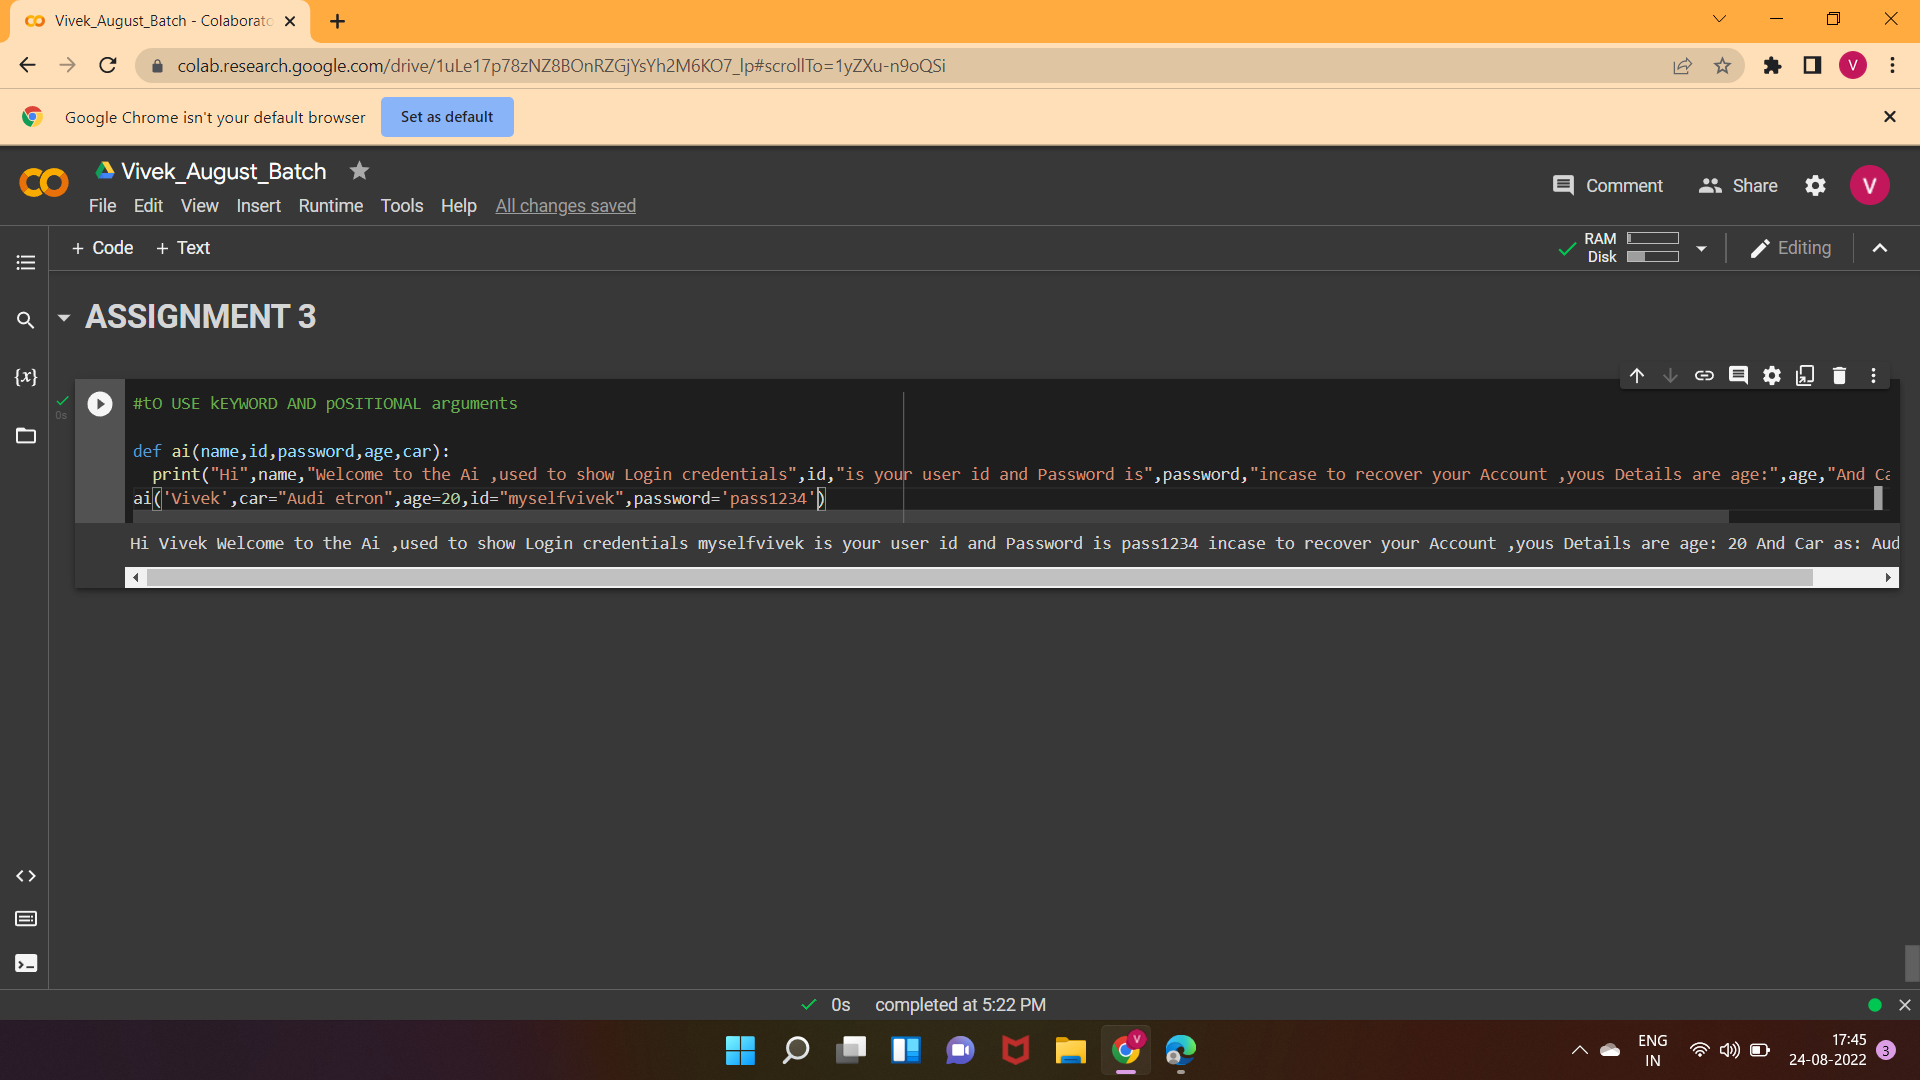 Vivek_August_Batch - Colaborato
colab.research.google.com/drive/1uLe17p78zNZ8BOnRZGjYsYh2M6KO7_lp#scrollTo=1yZXu-n9oQSi
V
Google Chrome isn't your default browser
Set as default
Vivek_August_Batch
Comment
Share
V
File Edit View Insert Runtime Tools Help All changes saved
+ Code + Text
RAM
Disk
Editing
ASSIGNMENT 3
{x}
0s
#tO USE kEYWORD AND pOSITIONAL arguments
def ai(name,id,password,age,car):
print("Hi",name,"Welcome to the Ai ,used to show Login credentials",id,"is your user id and Password is",password,"incase to recover your Account ,yous Details are age:",age,"And Ca
ai('Vivek',car="Audi etron",age=20,id="myselfvivek",password='pass1234')
Hi Vivek Welcome to the Ai ,used to show Login credentials myselfvivek is your user id and Password is pass1234 incase to recover your Account ,yous Details are age: 20 And Car as: Aud
0s completed at 5:22 PM
V
ENG
IN
17:45
24-08-2022
3